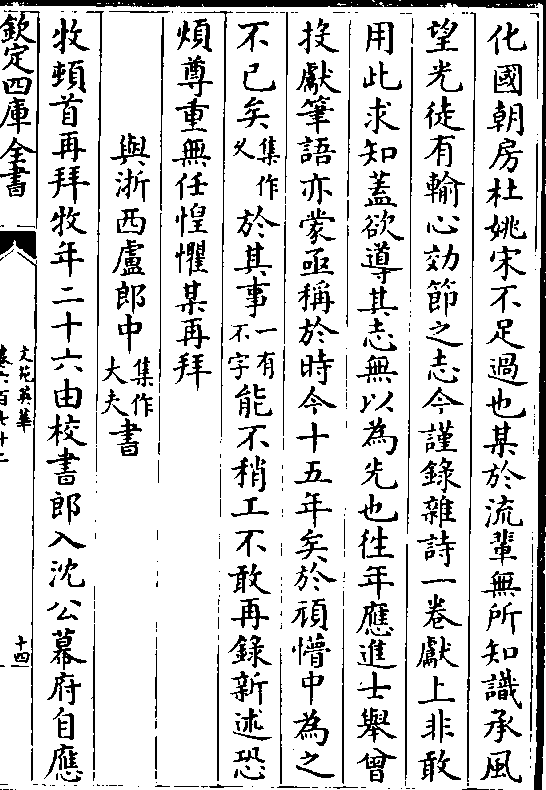 化國朝房杜姚宋不足過也某於流輩無所知識承風
望光徒有輸心効節之志今謹錄雜詩一卷獻上非敢
用此求知蓋欲導其志無以為先也往年應進士舉曾
投獻筆語亦蒙亟稱於時今十五年矣於頑懵中為之
不已矣集作久於其事一有不字能不稍工不敢再錄新述恐
煩尊重無任惶懼某再拜
與浙西盧郎中集作大夫書
牧頓首再拜牧年二十六由校書郎入沈公幕府自應
欽定四庫全書
文苑英華
卷六百七十二
十四